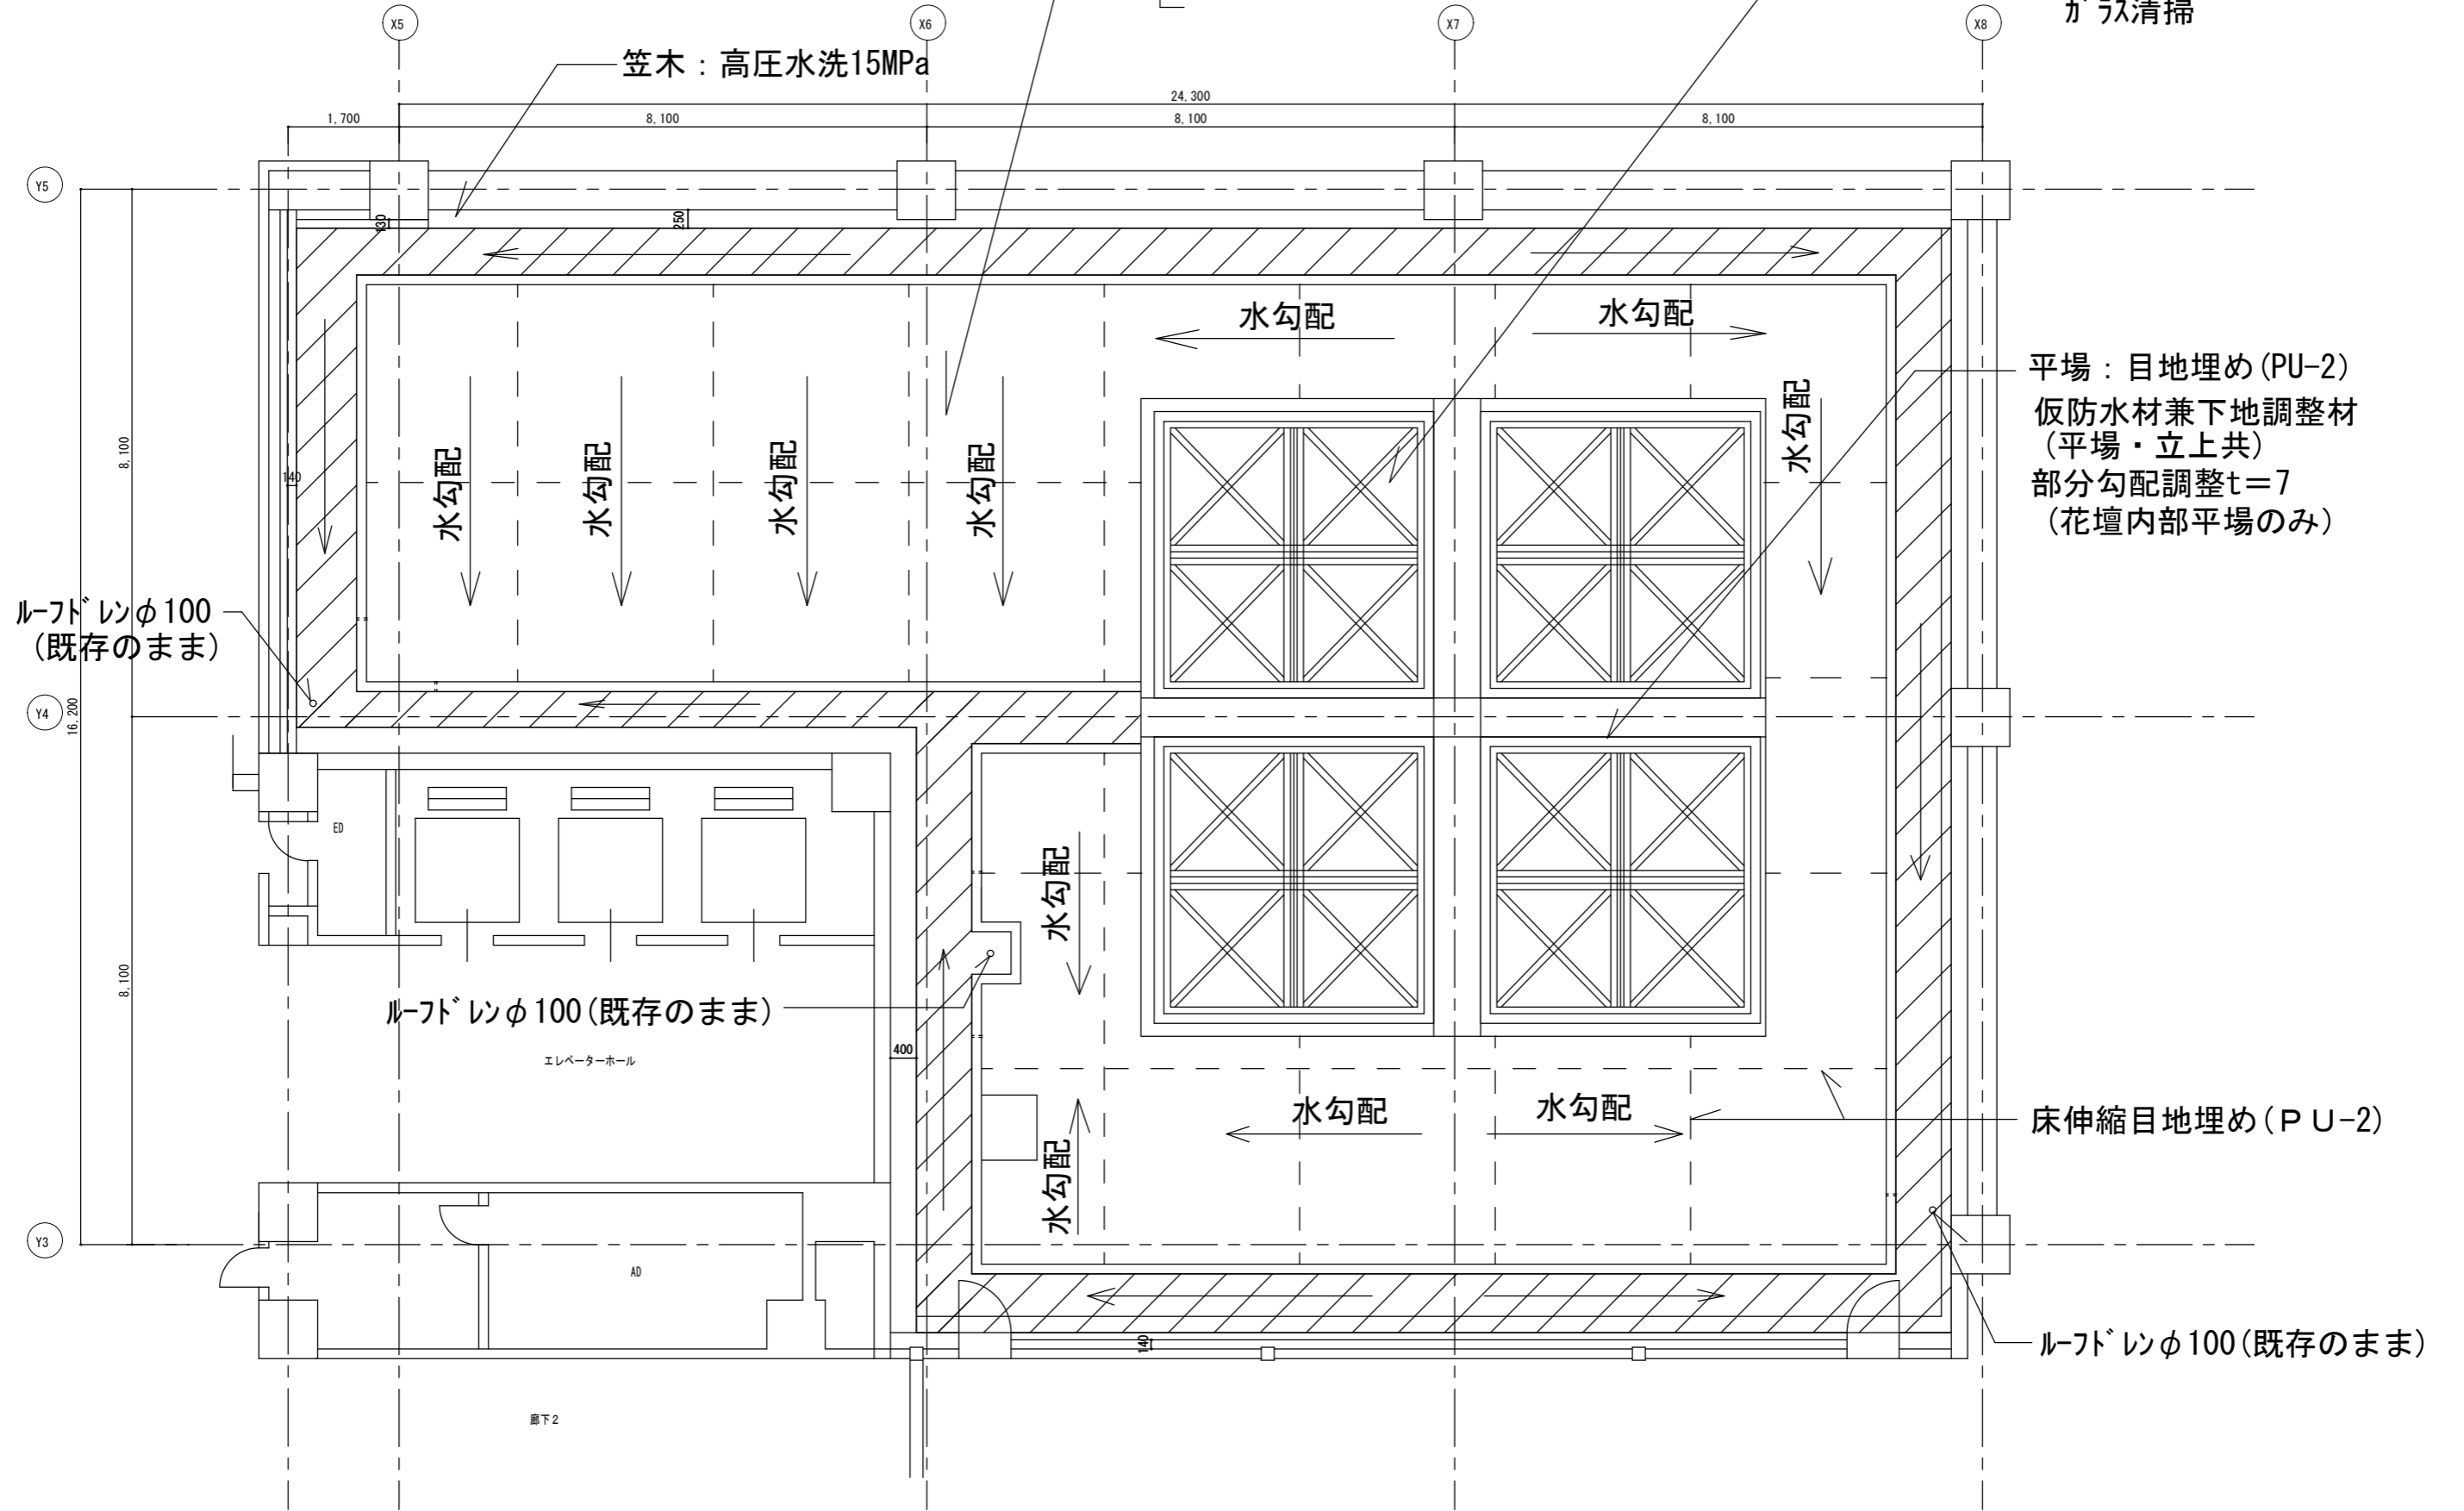 X5
X6
X7
X8
ガラス清掃
笠木：高圧水洗15MPa
24,300
1,700
8,100
8,100
8,100
Y5
130
250
水勾配
水勾配
平場：目地埋め(PU-2)
仮防水材兼下地調整材
(平場・立上共)
部分勾配調整t＝7
(花壇内部平場のみ)
8,100
140
水勾配
水勾配
水勾配
水勾配
水勾配
ﾙｰﾌﾄﾞﾚﾝφ100
(既存のまま)
Y4
16,200
ED
水勾配
8,100
ﾙｰﾌﾄﾞﾚﾝφ100(既存のまま)
400
エレベーターホール
水勾配
水勾配
床伸縮目地埋め(ＰＵ-2)
水勾配
Y3
AD
140
ﾙｰﾌﾄﾞﾚﾝφ100(既存のまま)
廊下2